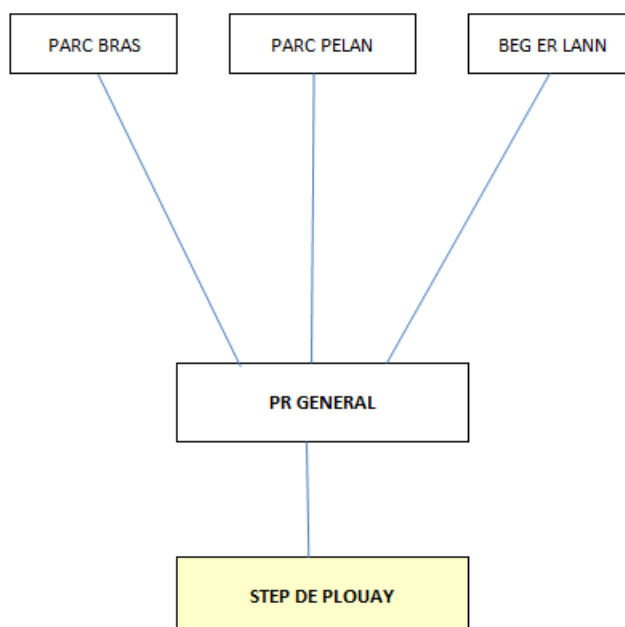 PARC BRAS
PARC PELAN
BEG ER LANN
PR GENERAL
STEP DE PLOUAY